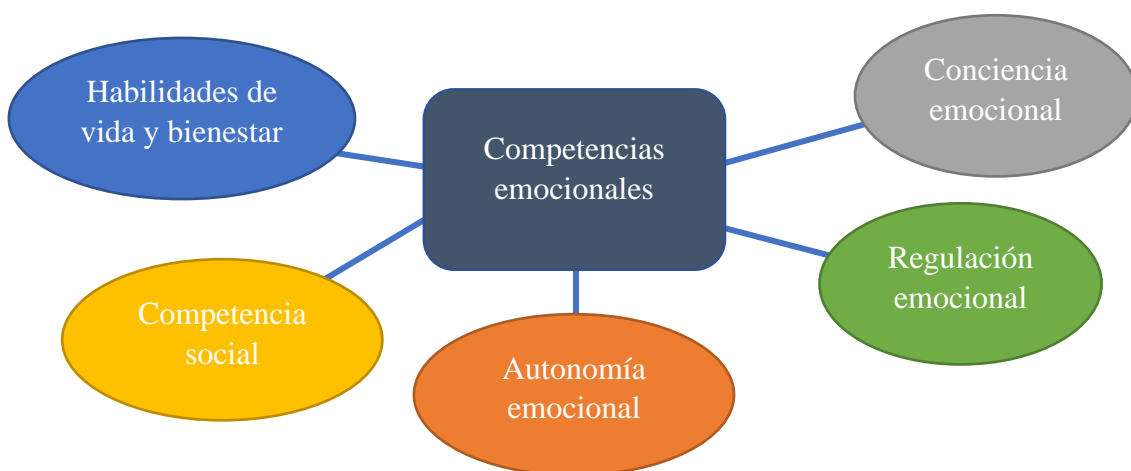 Habilidades de
vida y bienestar
Competencias
emocionales
Conciencia
emocional
Regulación
emocional
Competencia
social
Autonomía
emocional